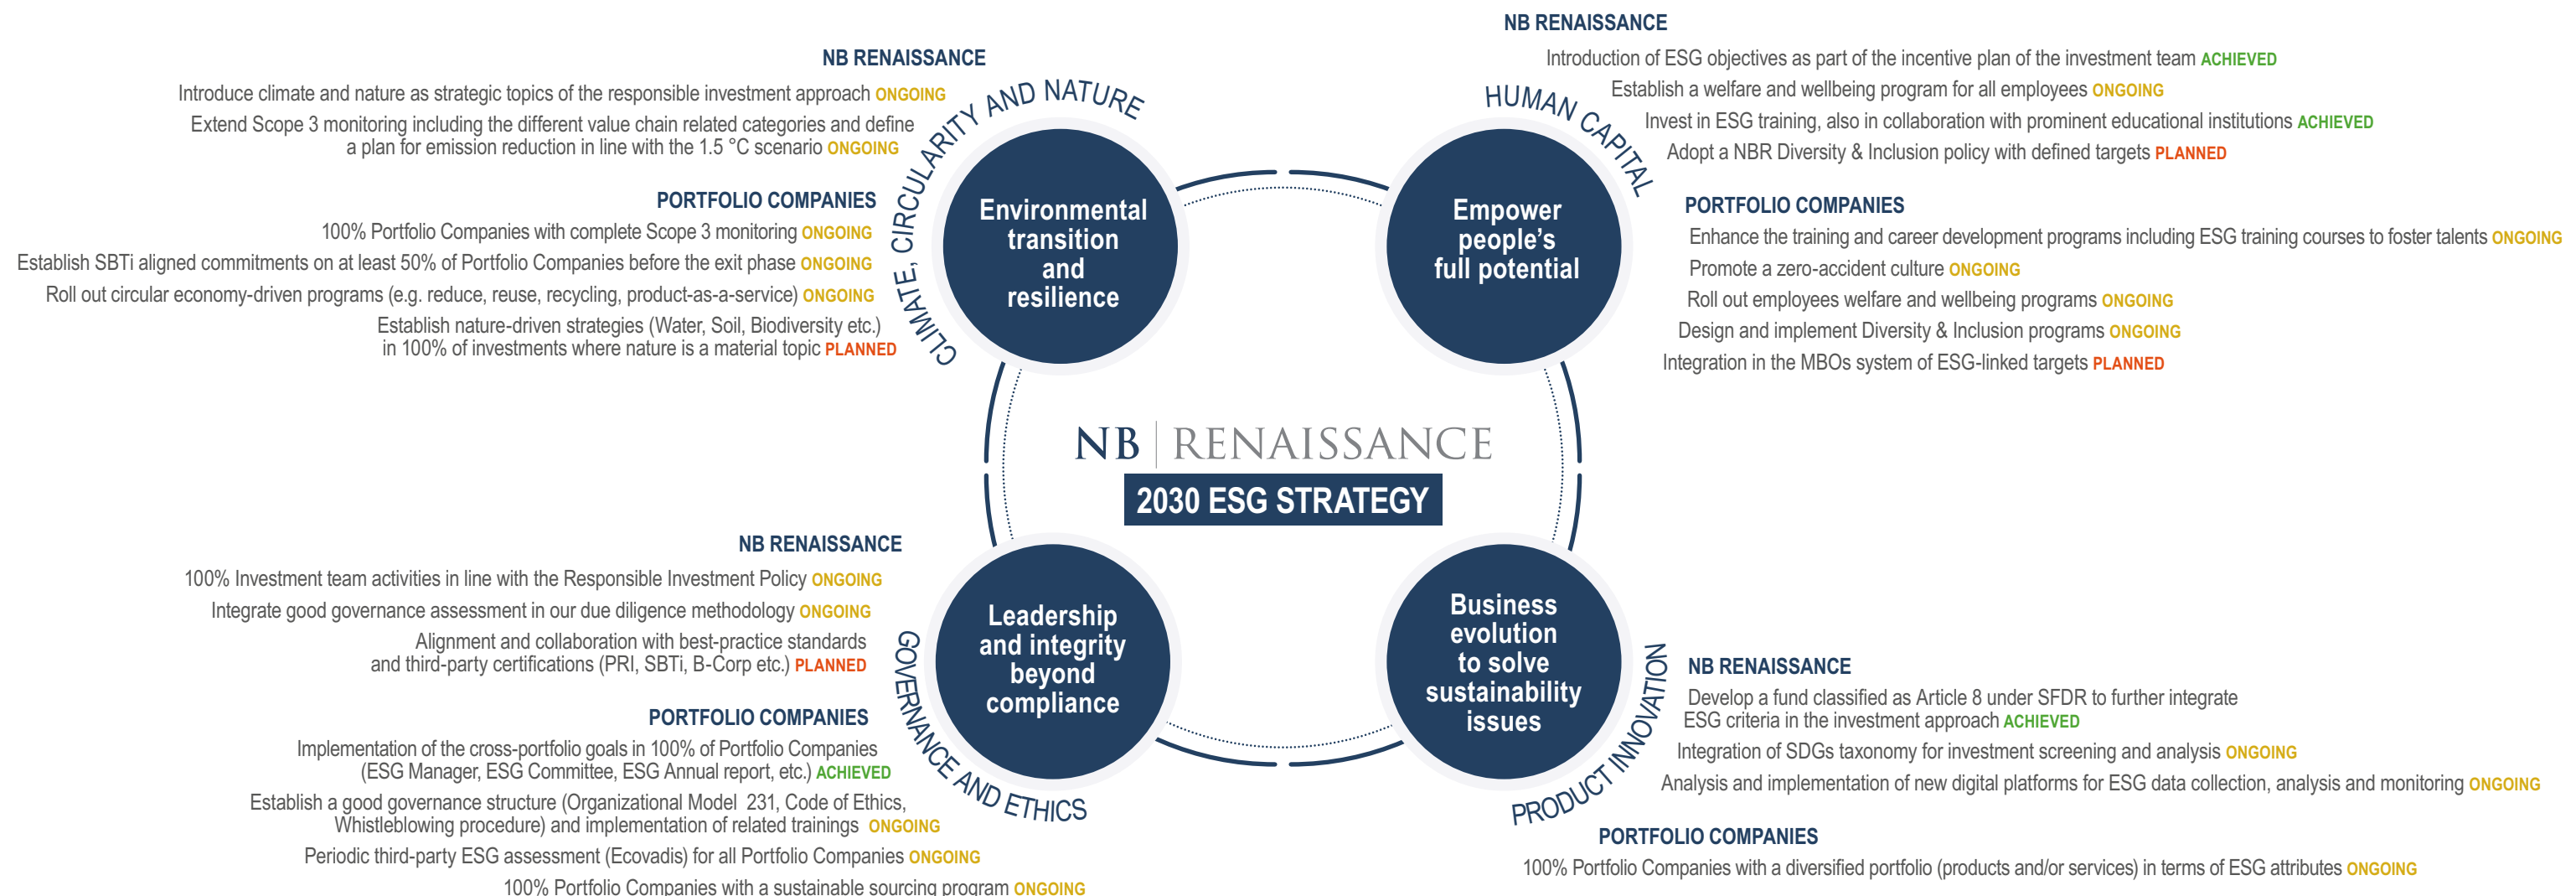 NB RENAISSANCE
Introduce climate and nature as strategic topics of the responsible investment approach ONGOING
Extend Scope 3 monitoring including the different value chain related categories and define
a plan for emission reduction in line with the 1.5 °C scenario ONGOING
PORTFOLIO COMPANIES
100% Portfolio Companies with complete Scope 3 monitoring ONGOING
Establish SBTi aligned commitments on at least 50% of Portfolio Companies before the exit phase ONGOING
Roll out circular economy-driven programs (e.g. reduce, reuse, recycling, product-as-a-service) ONGOING
Establish nature-driven strategies (Water, Soil, Biodiversity etc.)
in 100% of investments where nature is a material topic PLANNED
CLIMATE, CIRCULARITY AND NATURE
Environmental
transition
and
resilience
HUMAN CAPITAL
Empower
people's
full potential
NB RENAISSANCE
Introduction of ESG objectives as part of the incentive plan of the investment team ACHIEVED
Establish a welfare and wellbeing program for all employees ONGOING
Invest in ESG training, also in collaboration with prominent educational institutions ACHIEVED
Adopt a NBR Diversity & Inclusion policy with defined targets PLANNED
PORTFOLIO COMPANIES
Enhance the training and career development programs including ESG training courses to foster talents ONGOING
Promote a zero-accident culture ONGOING
Roll out employees welfare and wellbeing programs ONGOING
Design and implement Diversity & Inclusion programs ONGOING
Integration in the MBOs system of ESG-linked targets PLANNED
NB | RENAISSANCE
2030 ESG STRATEGY
NB RENAISSANCE
100% Investment team activities in line with the Responsible Investment Policy ONGOING
Integrate good governance assessment in our due diligence methodology ONGOING
Alignment and collaboration with best-practice standards
and third-party certifications (PRI, SBTi, B-Corp etc.) PLANNED
PORTFOLIO COMPANIES
Implementation of the cross-portfolio goals in 100% of Portfolio Companies
(ESG Manager, ESG Committee, ESG Annual report, etc.) ACHIEVED
Establish a good governance structure (Organizational Model 231, Code of Ethics,
Whistleblowing procedure) and implementation of related trainings ONGOING
Periodic third-party ESG assessment (Ecovadis) for all Portfolio Companies ONGOING
100% Portfolio Companies with a sustainable sourcing program ONGOING
GOVERNANCE AND ETHICS
Leadership
and integrity
beyond
compliance
Business
evolution
to solve
sustainability
issues
PRODUCT INNOVATION
NB RENAISSANCE
Develop a fund classified as Article 8 under SFDR to further integrate
ESG criteria in the investment approach ACHIEVED
Integration of SDGs taxonomy for investment screening and analysis ONGOING
Analysis and implementation of new digital platforms for ESG data collection, analysis and monitoring ONGOING
PORTFOLIO COMPANIES
100% Portfolio Companies with a diversified portfolio (products and/or services) in terms of ESG attributes ONGOING